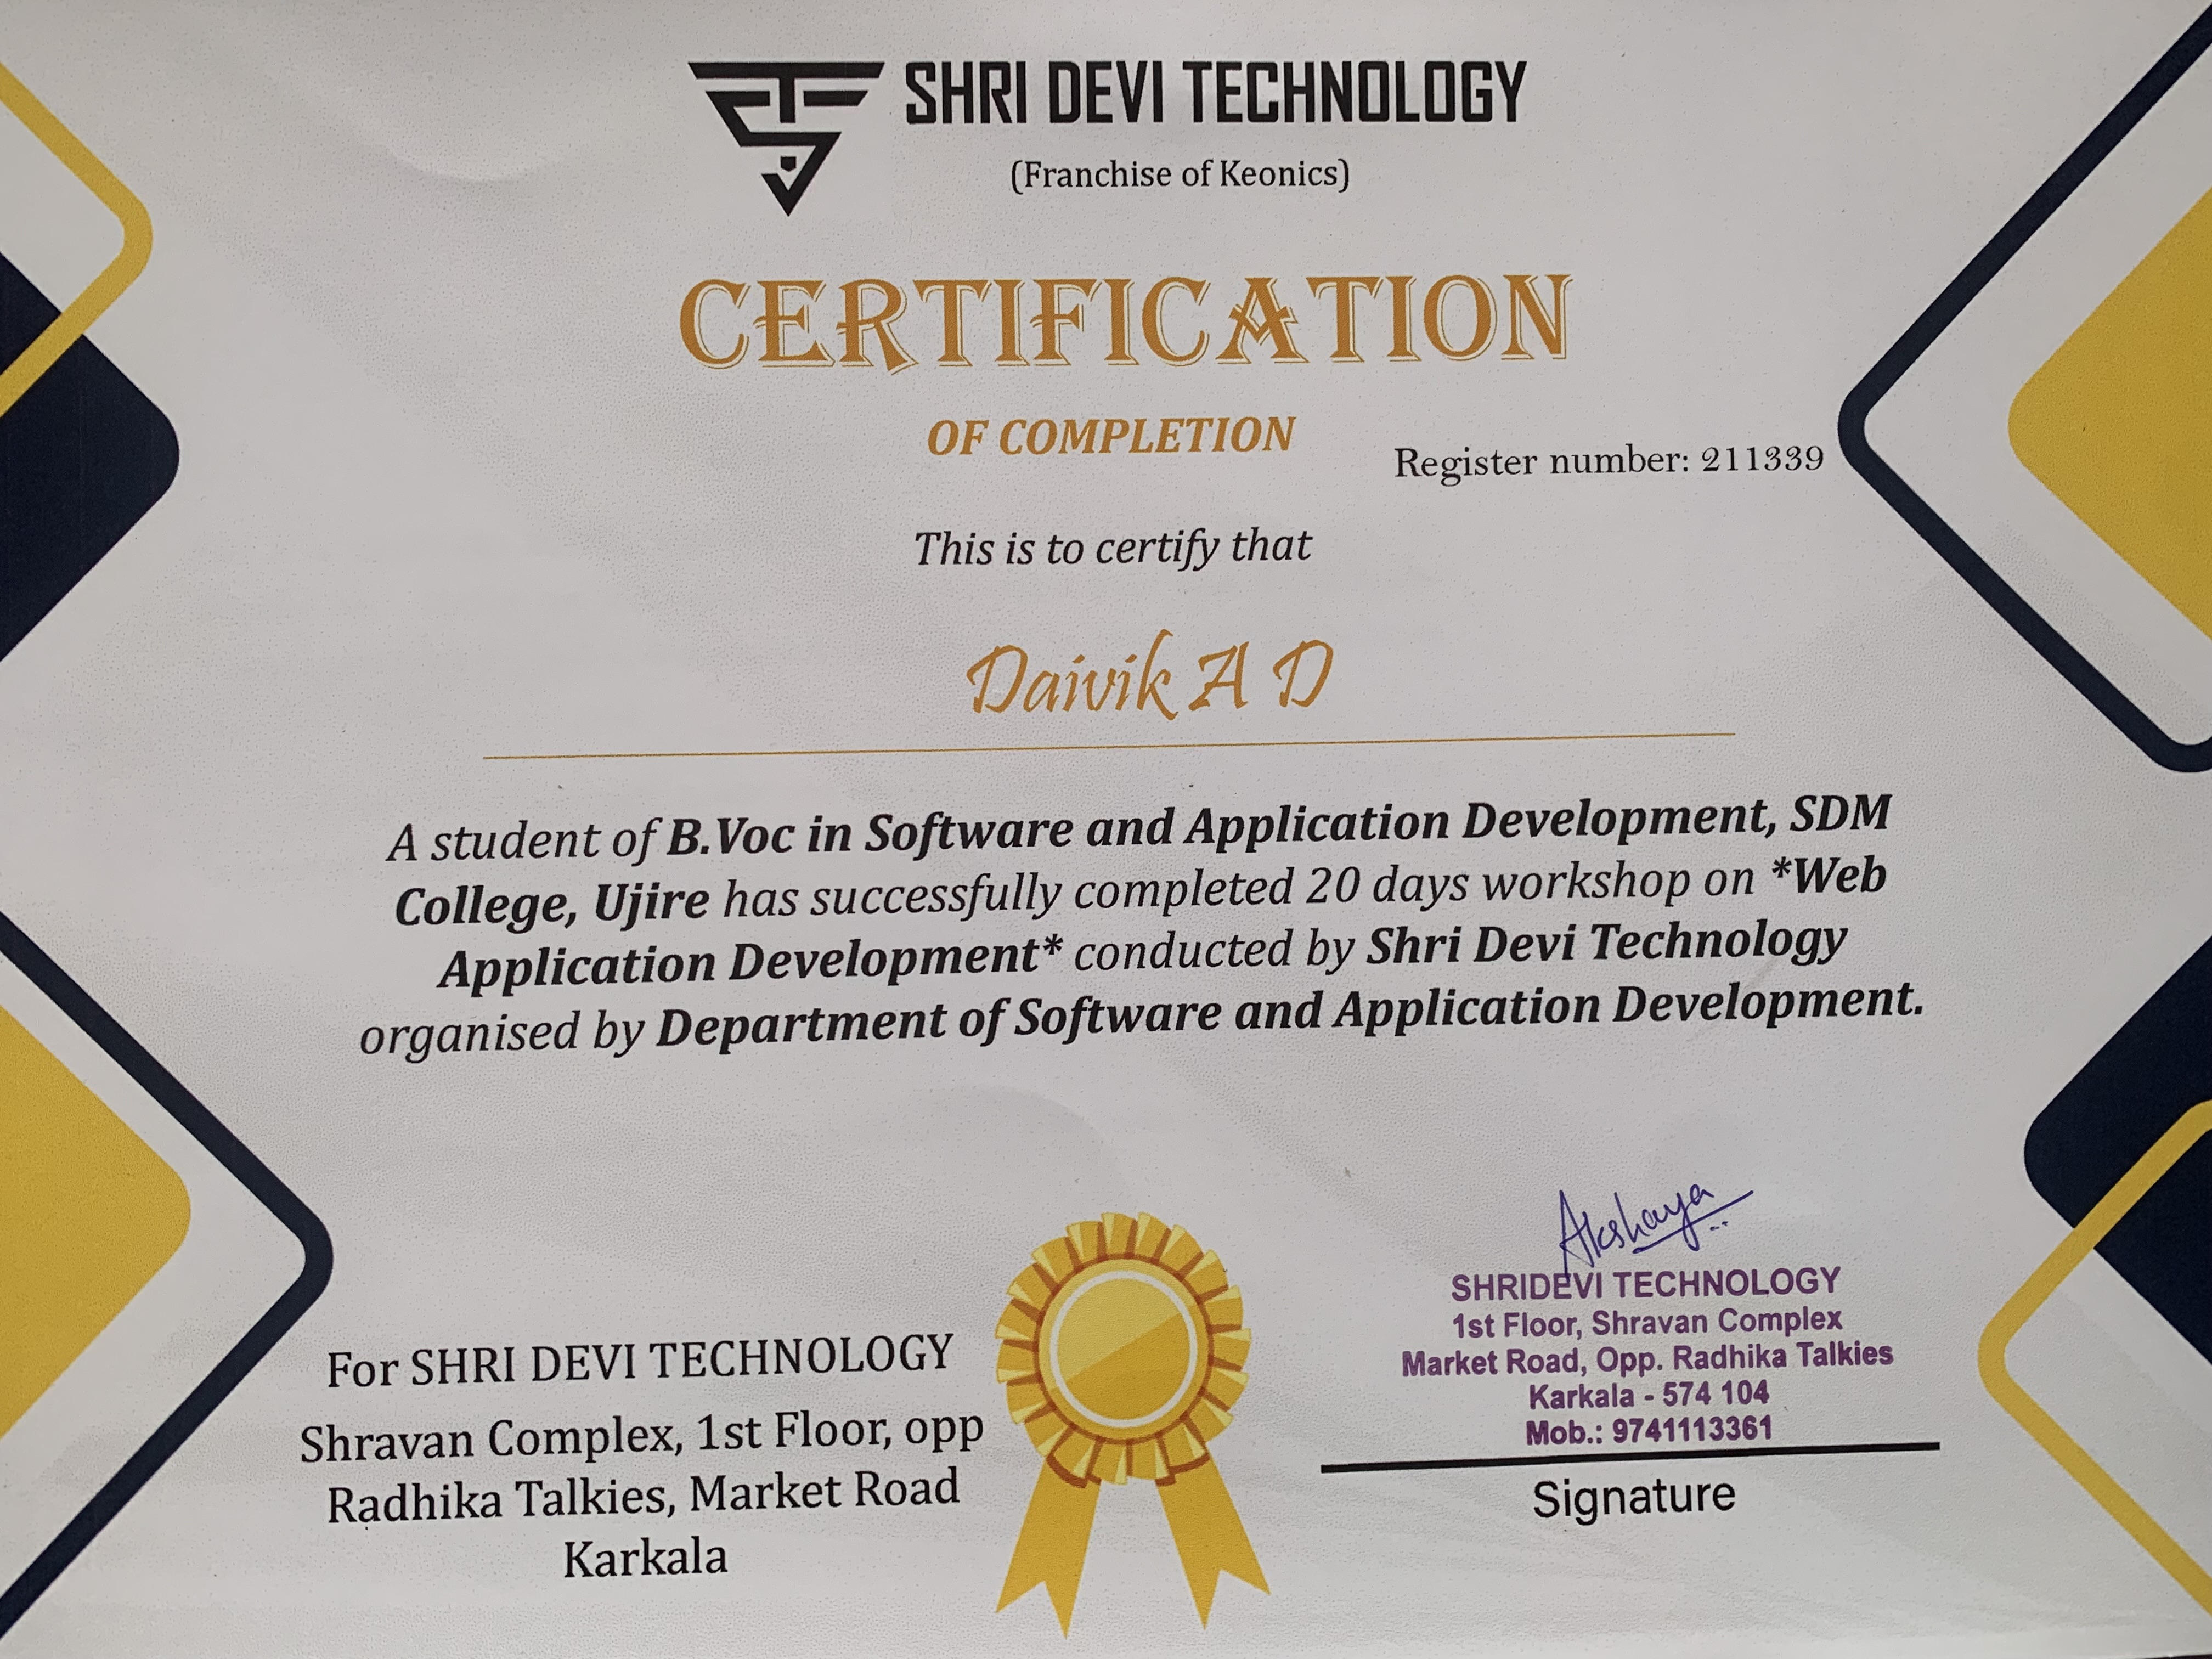 SHRI DEVI TECHNOLOGY
(Franchise of Keonics)
CERTIFICATION
OF COMPLETION
Register number: 211339
This is to certify that
Daivik A D
A student of B.Voc in Software and Application Development, SDM
College, Ujire has successfully completed 20 days workshop on *Web
Application Development* conducted by Shri Devi Technology
organised by Department of Software and Application Development.
For SHRI DEVI TECHNOLOGY
Shravan Complex, 1st Floor, opp
Radhika Talkies, Market Road
Karkala
Akshaya
SHRIDEVI TECHNOLOGY
1st Floor, Shravan Complex
Market Road, Opp. Radhika Talkies
Karkala - 574 104
Mob.: 9741113361
Signature